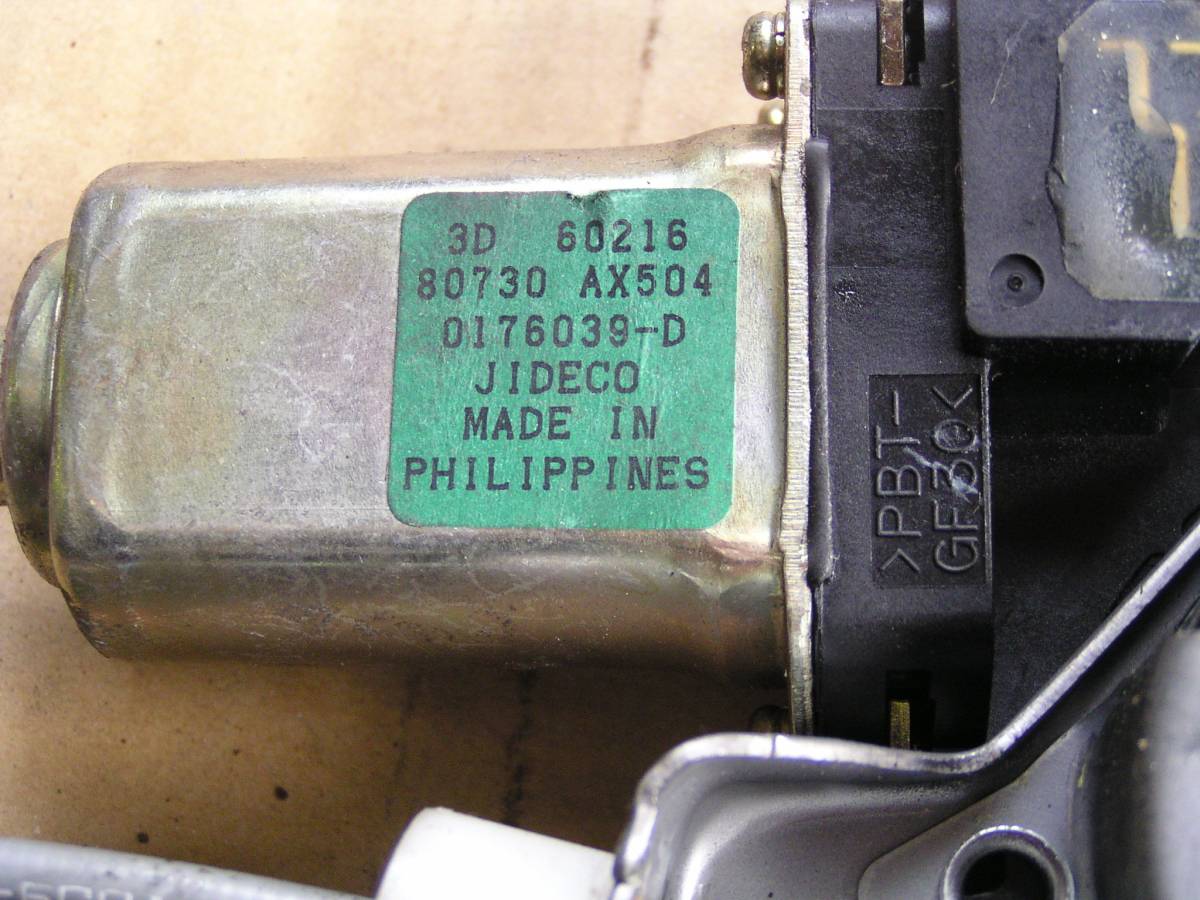 3D 60216
80730 AX504
0176039-D
JIDECO
MADE IN
PHILIPPINES
>PBT-
GF30<